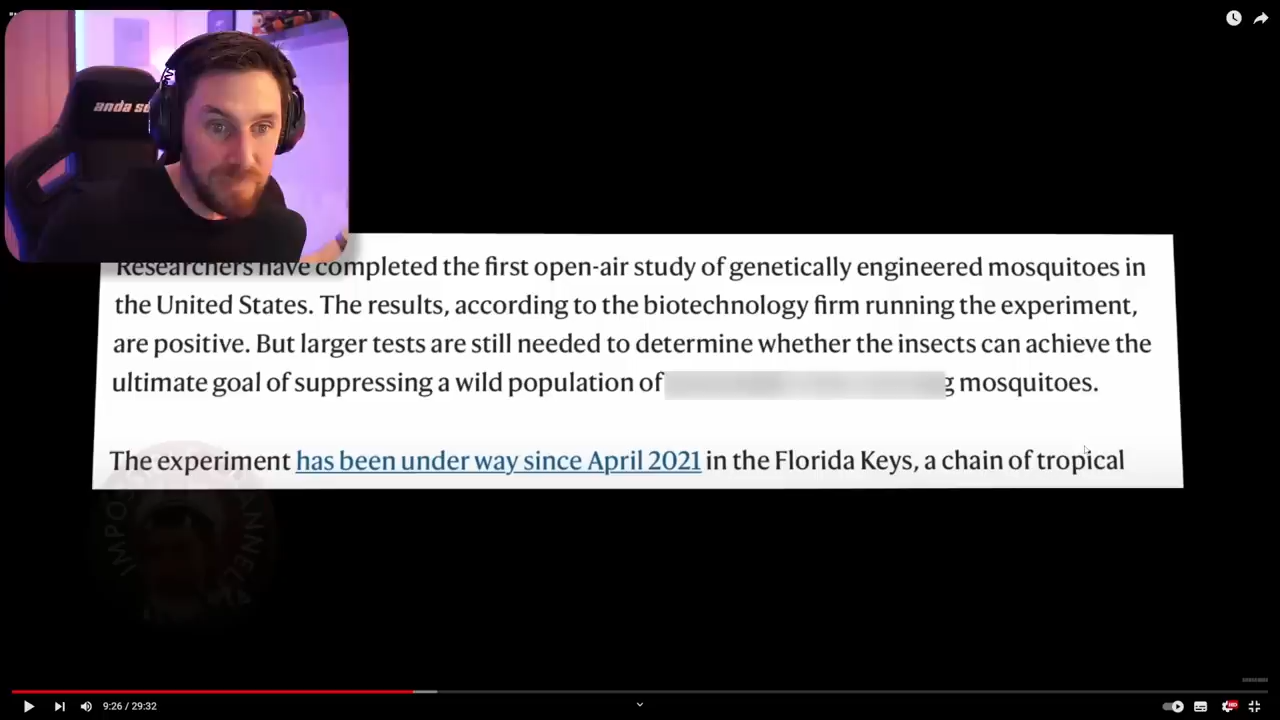 anda se
Researchers have completed the first open-air study of genetically engineered mosquitoes in
the United States. The results, according to the biotechnology firm running the experiment,
are positive. But larger tests are still needed to determine whether the insects can achieve the
ultimate goal of suppressing a wild population of g mosquitoes.
The experiment has been under way since April 2021 in the Florida Keys, a chain of tropical
9:26 / 29:32
HD